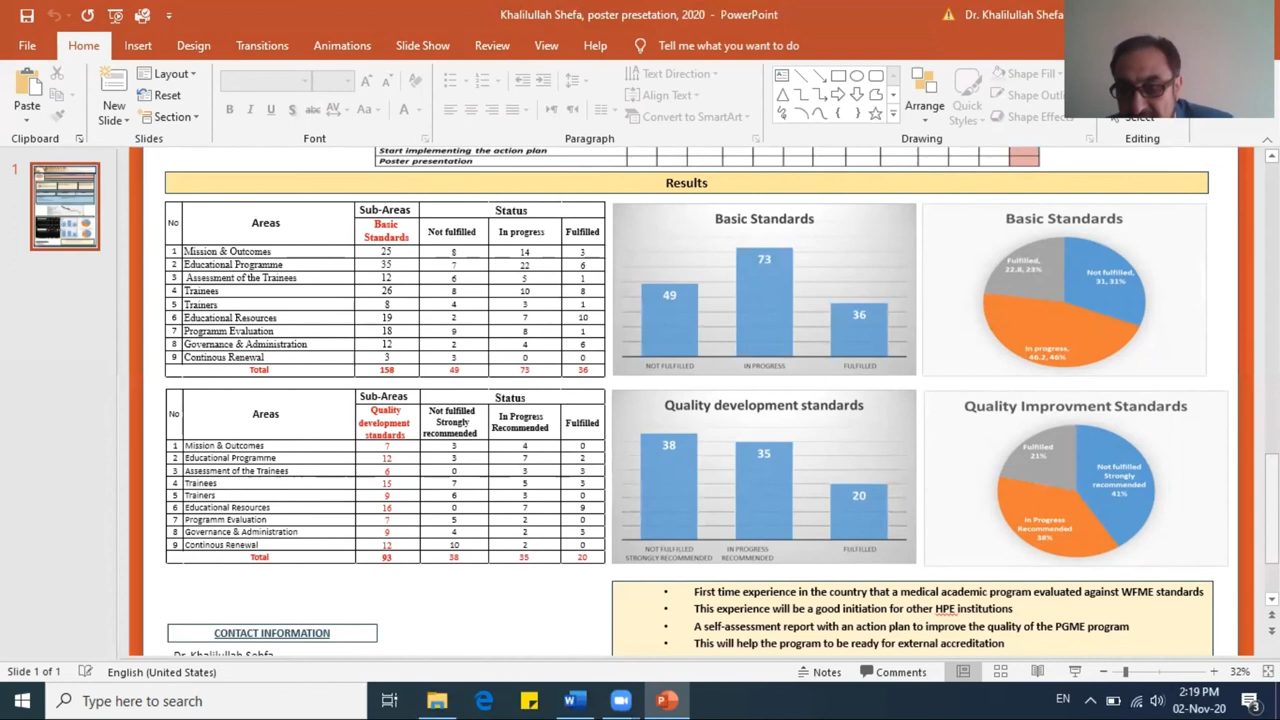 Khalilullah Shefa, poster presetation, 2020 - PowerPoint
Dr. Khalilullah Shefa
File Home Insert Design Transitions Animations Slide Show Review View Help Tell me what you want to do
Paste
Clipboard
New Slide
Layout
Reset
Section
Slides
Font
Text Direction
Align Text
Convert to SmartArt
Paragraph
Arrange
Quick Styles
Shape Fill
Shape Outl
Drawing
Select
Editing
1
Start implementing the action plan
Poster presentation
Results
No Areas Sub-Areas Basic Standards Status Not fulfilled In progress Fulfilled
1 Mission & Outcomes 25 8 14 3
2 Educational Programme 35 7 22 6
3 Assessment of the Trainees 12 6 5 1
4 Trainees 26 8 10 8
5 Trainers 8 4 3 1
6 Educational Resources 19 2 7 10
7 Programm Evaluation 18 9 8 1
8 Governance & Administration 12 2 4 6
9 Continous Renewal 3 3 0 0
Total 158 49 73 36
Basic Standards
49 73 36
NOT FULFILLED IN PROGRESS FULFILLED
Basic Standards
Fulfilled, 22.8, 23%
Not fulfilled, 31, 31%
In progress, 46.2, 46%
No Areas Sub-Areas Quality development standards Status Not fulfilled Strongly recommended In Progress Recommended Fulfilled
1 Mission & Outcomes 7 3 4 0
2 Educational Programme 12 3 7 2
3 Assessment of the Trainees 6 0 3 3
4 Trainees 15 7 5 3
5 Trainers 9 6 3 0
6 Educational Resources 16 0 7 9
7 Programm Evaluation 7 5 2 0
8 Governance & Administration 9 4 2 3
9 Continous Renewal 12 10 2 0
Total 93 38 35 20
Quality development standards
38 35 20
NOT FULFILLED STRONGLY RECOMMENDED IN PROGRESS RECOMMENDED FULFILLED
Quality Improvment Standards
Fulfilled 21%
Not fulfilled Strongly recommended 41%
In Progress Recommended 38%
• First time experience in the country that a medical academic program evaluated against WFME standards
• This experience will be a good initiation for other HPE institutions
• A self-assessment report with an action plan to improve the quality of the PGME program
• This will help the program to be ready for external accreditation
CONTACT INFORMATION
Dr. Khalilullah Sehfa
Slide 1 of 1 English (United States) Notes Comments 32%
Type here to search
EN 2:19 PM
02-Nov-20
3